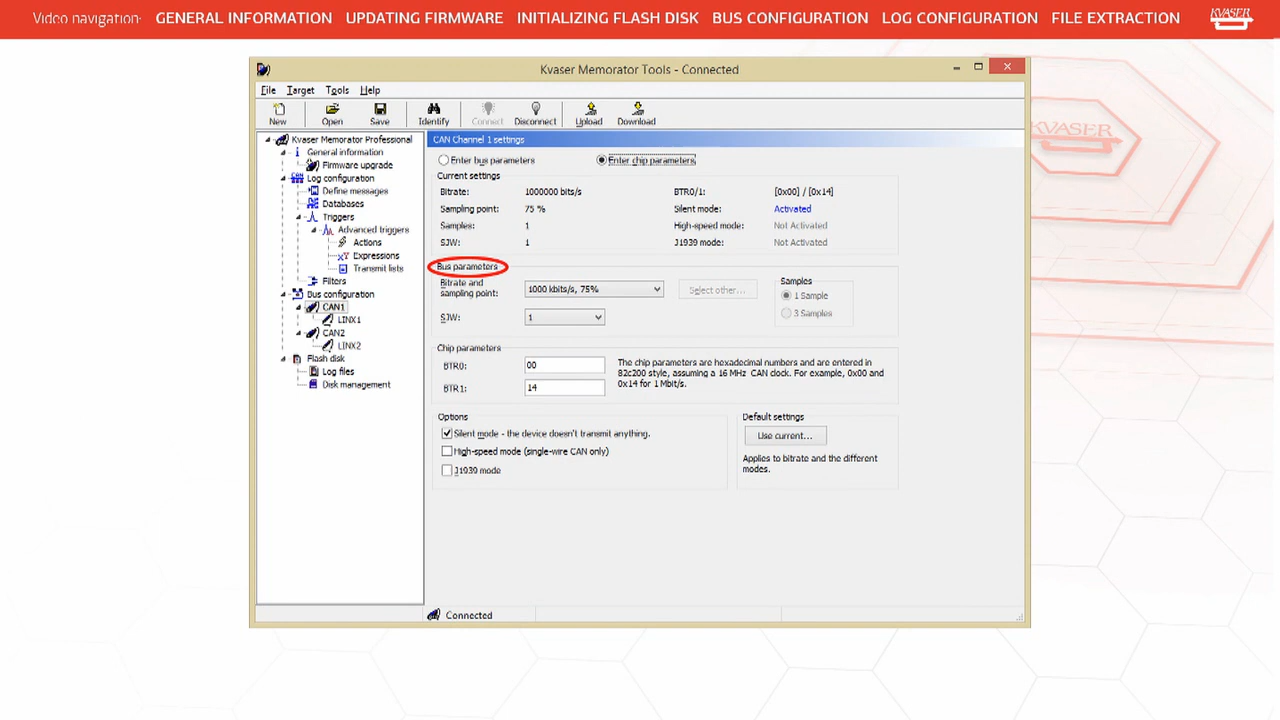 Video navigation: GENERAL INFORMATION UPDATING FIRMWARE INITIALIZING FLASH DISK BUS CONFIGURATION LOG CONFIGURATION FILE EXTRACTION KVASER
Kvaser Memorator Tools - Connected
File Target Tools Help
New Open Save Identify Connect Disconnect Upload Download
Kvaser Memorator Professional
General information
Firmware upgrade
Log configuration
Define messages
Databases
Triggers
Advanced triggers
Actions
Expressions
Transmit lists
Filters
Bus configuration
CAN1
LINX1
CAN2
LINX2
Flash disk
Log files
Disk management
CAN Channel 1 settings
Enter bus parameters Enter chip parameters
Current settings
Bitrate: 1000000 bits/s BTR0/1: [0x00] / [0x14]
Sampling point: 75 % Silent mode: Activated
Samples: 1 High-speed mode: Not Activated
SJW: 1 J1939 mode: Not Activated
Bus parameters
Bitrate and
sampling point: 1000 kbits/s, 75% Select other...
SJW: 1
Samples
1 Sample
3 Samples
Chip parameters
BTR0: 00
BTR1: 14
The chip parameters are hexadecimal numbers and are entered in
82c200 style, assuming a 16 MHz CAN clock. For example, 0x00 and
0x14 for 1 Mbit/s.
Options
Silent mode - the device doesn't transmit anything.
High-speed mode (single-wire CAN only)
J1939 mode
Default settings
Use current...
Applies to bitrate and the different
modes.
Connected
KVASER